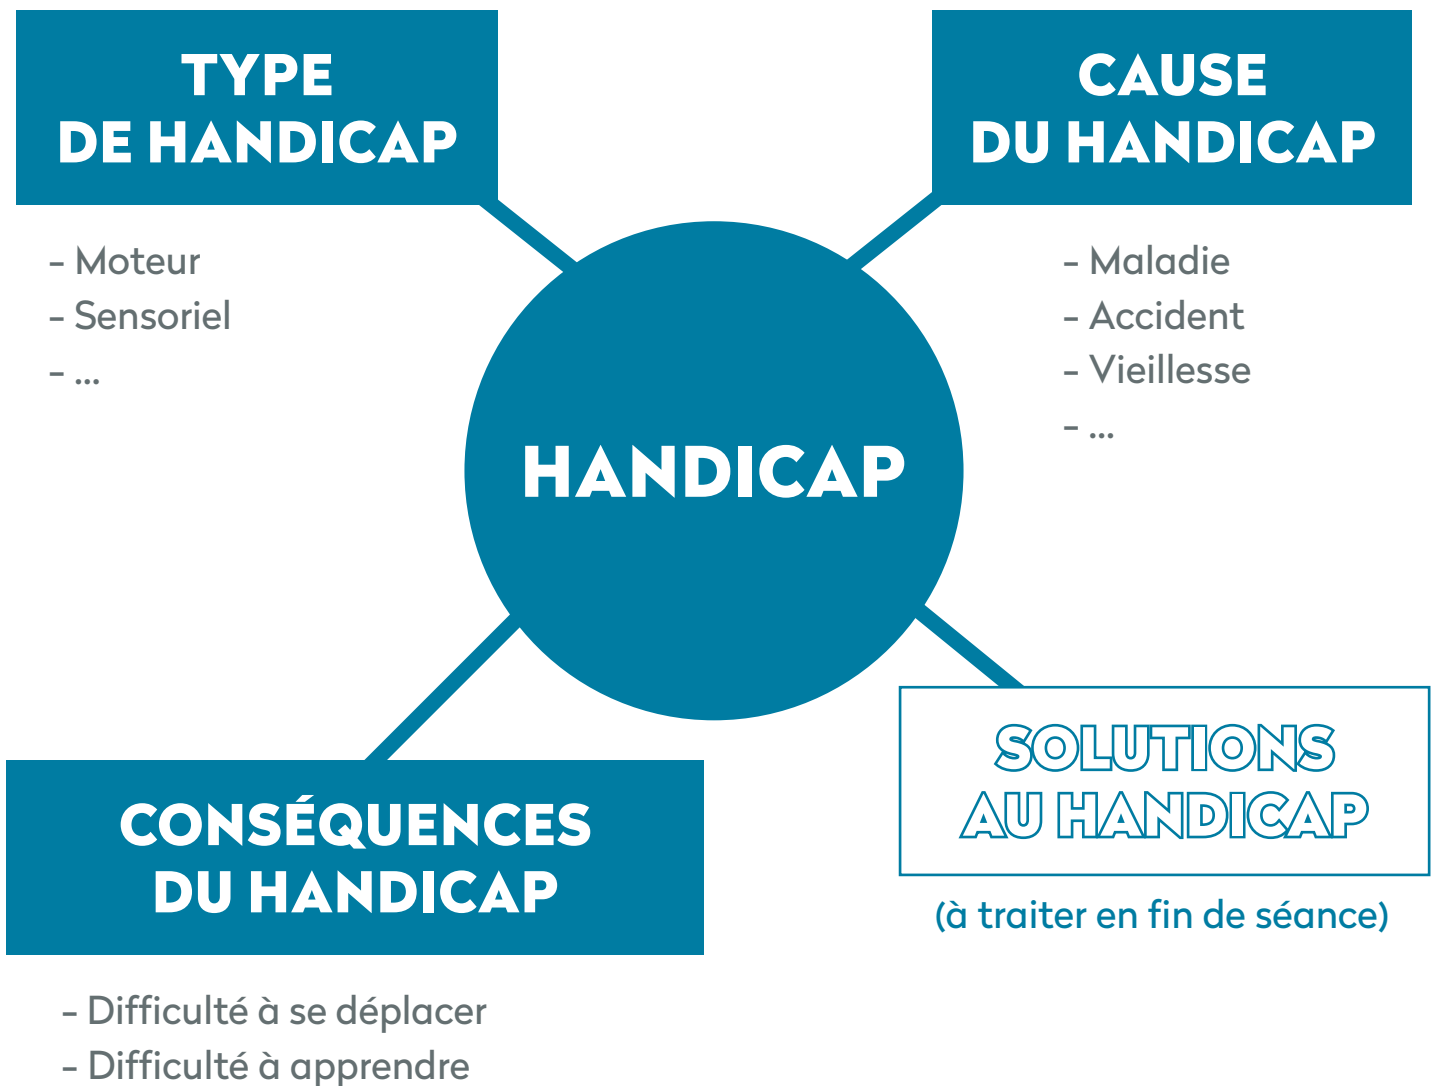 TYPE
DE HANDICAP
- Moteur
- Sensoriel
- ...
CAUSE
DU HANDICAP
- Maladie
- Accident
- Vieillesse
- ...
HANDICAP
CONSÉQUENCES
DU HANDICAP
- Difficulté à se déplacer
- Difficulté à apprendre
SOLUTIONS
AU HANDICAP
(à traiter en fin de séance)